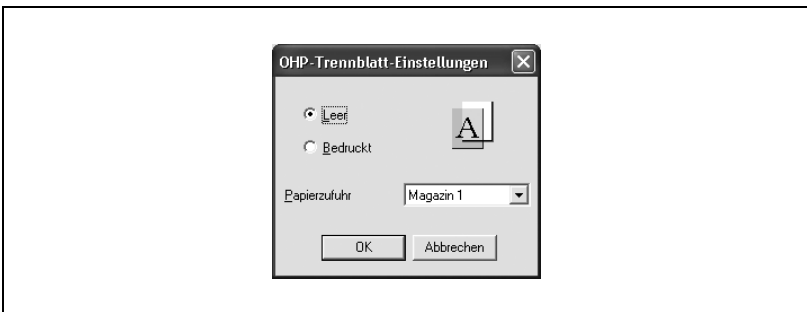 OHP-Trennblatt-Einstellungen
Leer
A
Bedruckt
Papierzufuhr Magazin 1
OK Abbrechen